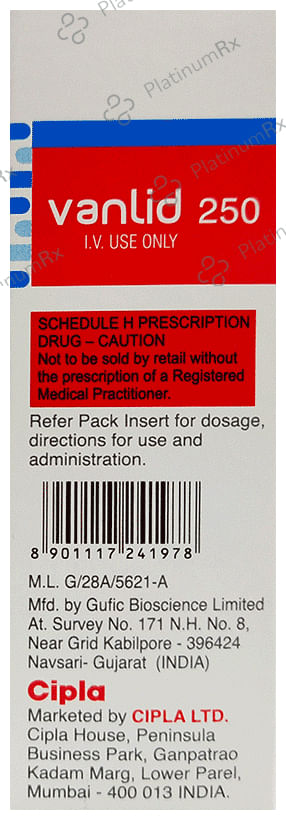 PlatinumRx
vanlid 250
I.V. USE ONLY
SCHEDULE H PRESCRIPTION
DRUG – CAUTION
Not to be sold by retail without
the prescription of a Registered
Medical Practitioner.
Refer Pack Insert for dosage,
directions for use and
administration.
8 901117 241978
M.L. G/28A/5621-A
Mfd. by Gufic Bioscience Limited
At. Survey No. 171 N.H. No. 8,
Near Grid Kabilpore - 396424
Navsari- Gujarat (INDIA)
Cipla
Marketed by CIPLA LTD.
Cipla House, Peninsula
Business Park, Ganpatrao
Kadam Marg, Lower Parel,
Mumbai - 400 013 INDIA.